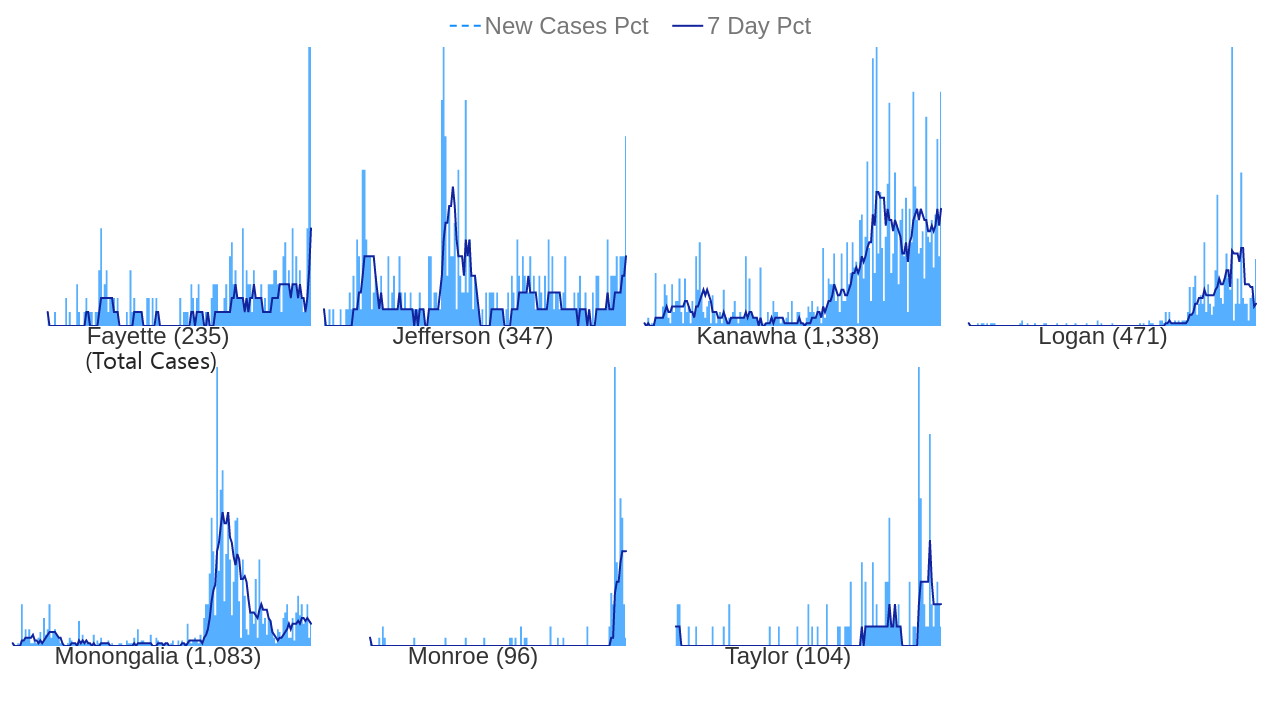 New Cases Pct 7 Day Pct
Fayette (235) Jefferson (347) Kanawha (1,338) Logan (471)
(Total Cases)
Monongalia (1,083) Monroe (96) Taylor (104)